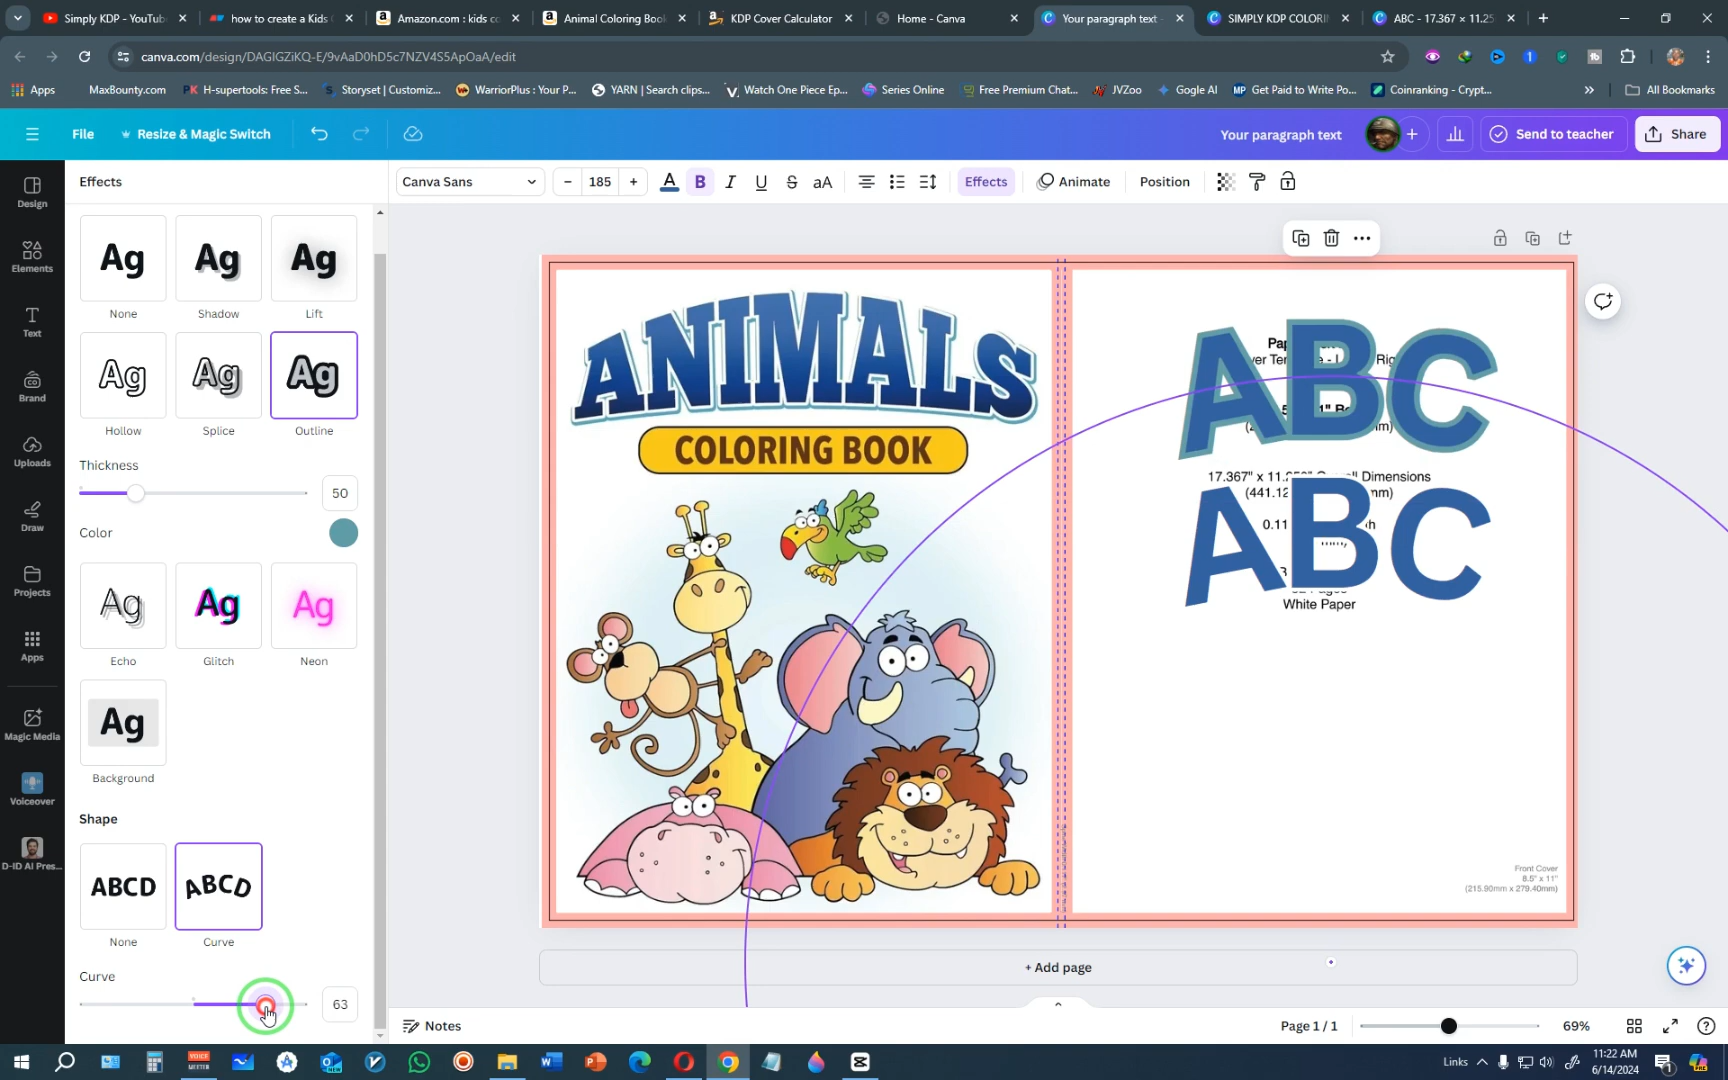 Simply KDP - YouTub
how to create a Kids
Amazon.com : kids co
Animal Coloring Boo
KDP Cover Calculator
Home - Canva
Your paragraph text -
SIMPLY KDP COLORIN
ABC - 17.367 × 11.25
canva.com/design/DAGIGZiKQ-E/9vAaD0hD5c7NZV4S5ApOaA/edit
Apps
MaxBounty.com
H-supertools: Free S...
Storyset | Customiz...
WarriorPlus : Your P...
YARN | Search clips...
Watch One Piece Ep...
Series Online
Free Premium Chat...
JVZoo
Gogle AI
Get Paid to Write Po...
Coinranking - Crypt...
All Bookmarks
File
Resize & Magic Switch
Your paragraph text
Send to teacher
Share
Design
Elements
Text
Brand
Uploads
Draw
Projects
Apps
Magic Media
Voiceover
D-ID AI Pres...
Effects
Canva Sans
– 185 +
A B I U S aA
Effects
Animate
Position
Ag Ag Ag
None Shadow Lift
Ag Ag Ag
Hollow Splice Outline
Thickness
50
Color
Ag Ag Ag
Echo Glitch Neon
Ag
Background
Shape
ABCD ABCD
None Curve
Curve
63
ANIMALS
COLORING BOOK
ABC
17.367" x 11.250" Overall Dimensions
ABC
White Paper
Front Cover
8.5" x 11"
(215.90mm x 279.40mm)
+ Add page
Notes
Page 1 / 1
69%
Links
11:22 AM
6/14/2024